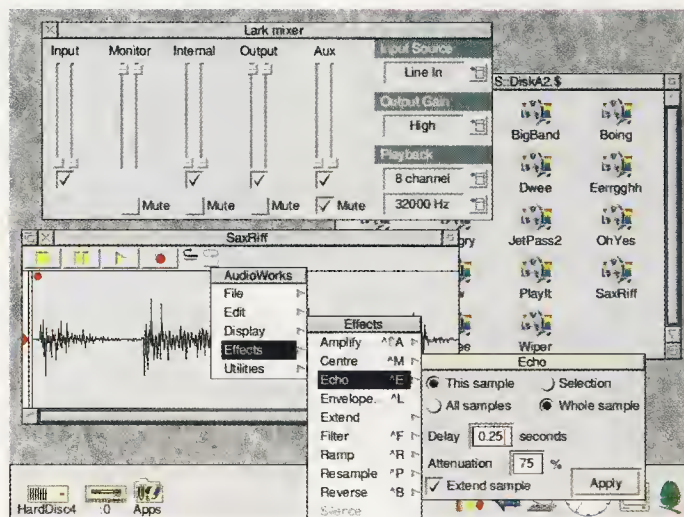 Lark mixer
Input Monitor Internal Output Aux
Input Source
Line In
Output Gain
High
Playback
8 channel
32000 Hz
Mute Mute Mute Mute
S::DiskA2.$
BigBand Boing
Dwee Eerrgghh
JetPass2 OhYes
PlayIt SaxRiff
Wiper
SaxRiff
AudioWorks
File
Edit
Display
Effects
Utilities
Effects
Amplify ^⇧A
Centre ^M
Echo ^E
Envelope. ^L
Extend
Filter ^F
Ramp ^R
Resample ^P
Reverse ^B
Silence
Echo
This sample Selection
All samples Whole sample
Delay 0.25 seconds
Attenuation 75 %
Extend sample Apply
HardDisc4 :0 Apps